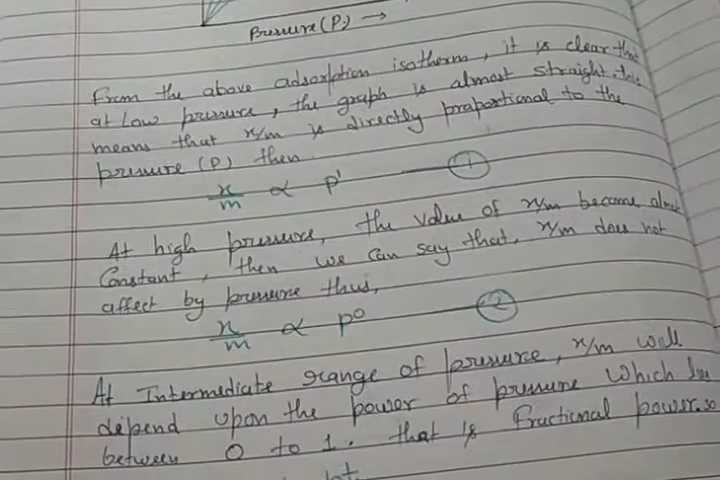 Pressure (P) →
From the above adsorption isotherm, it is clear that
at Low pressure, the graph is almost straight.
means that x/m is directly proportional to the
pressure (P) then
x/m ∝ P¹ ①
At high pressure, the value of x/m become almost
Constant, then we can say that, x/m does not
affect by pressure thus,
x/m ∝ P⁰ ②
At Intermediate range of pressure, x/m will
depend upon the power of pressure which
between 0 to 1. that is fractional power. so